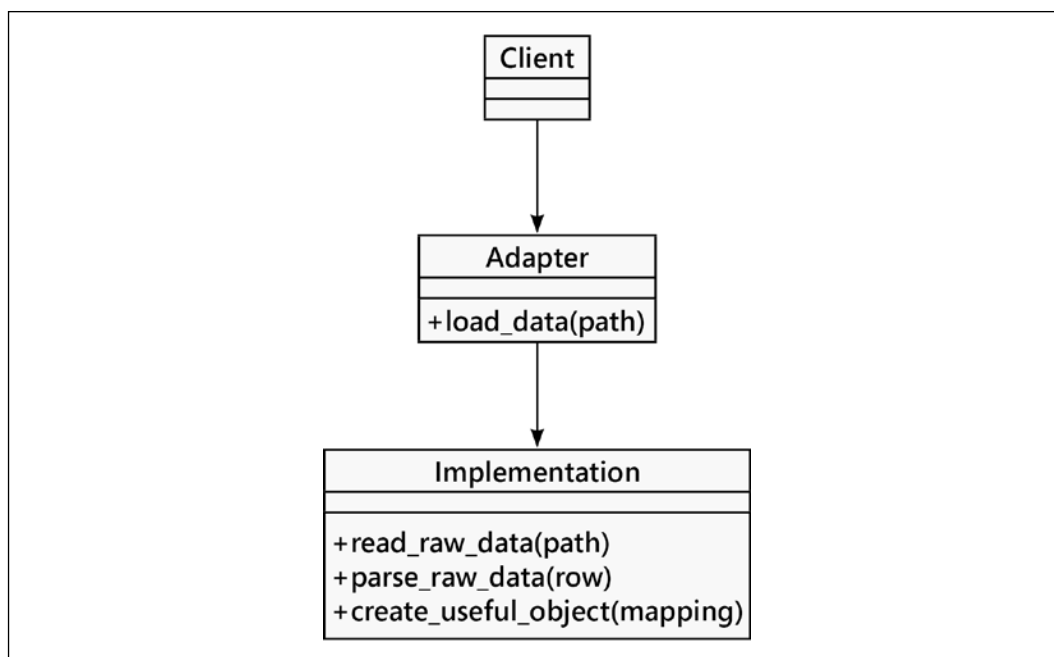 Client
Adapter
+load_data(path)
Implementation
+read_raw_data(path)
+parse_raw_data(row)
+create_useful_object(mapping)